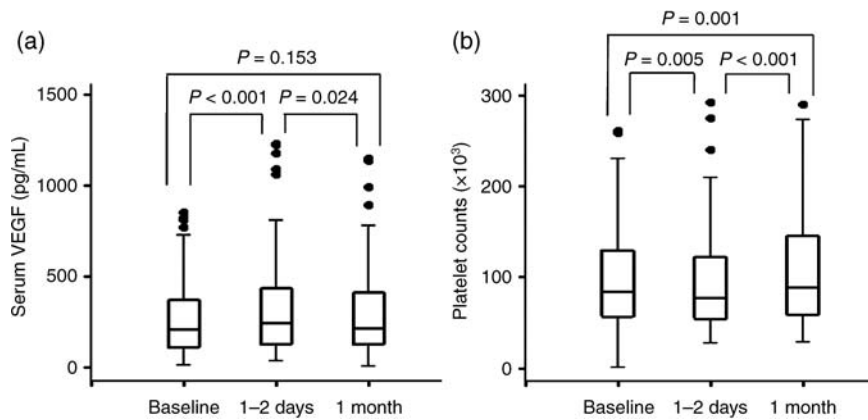 (a)
P = 0.153
P < 0.001
P = 0.024
Serum VEGF (pg/mL)
1500
1000
500
0
Baseline
1–2 days
1 month
(b)
P = 0.001
P = 0.005
P < 0.001
Platelet counts (×10³)
300
200
100
0
Baseline
1–2 days
1 month